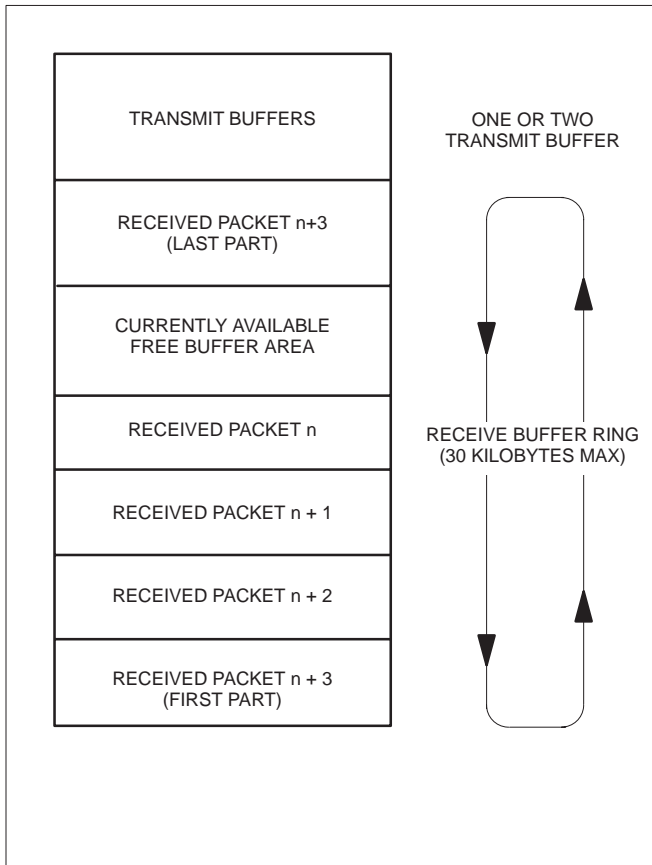 TRANSMIT BUFFERS
ONE OR TWO
TRANSMIT BUFFER
RECEIVED PACKET n+3
(LAST PART)
CURRENTLY AVAILABLE
FREE BUFFER AREA
RECEIVED PACKET n
RECEIVE BUFFER RING
(30 KILOBYTES MAX)
RECEIVED PACKET n + 1
RECEIVED PACKET n + 2
RECEIVED PACKET n + 3
(FIRST PART)